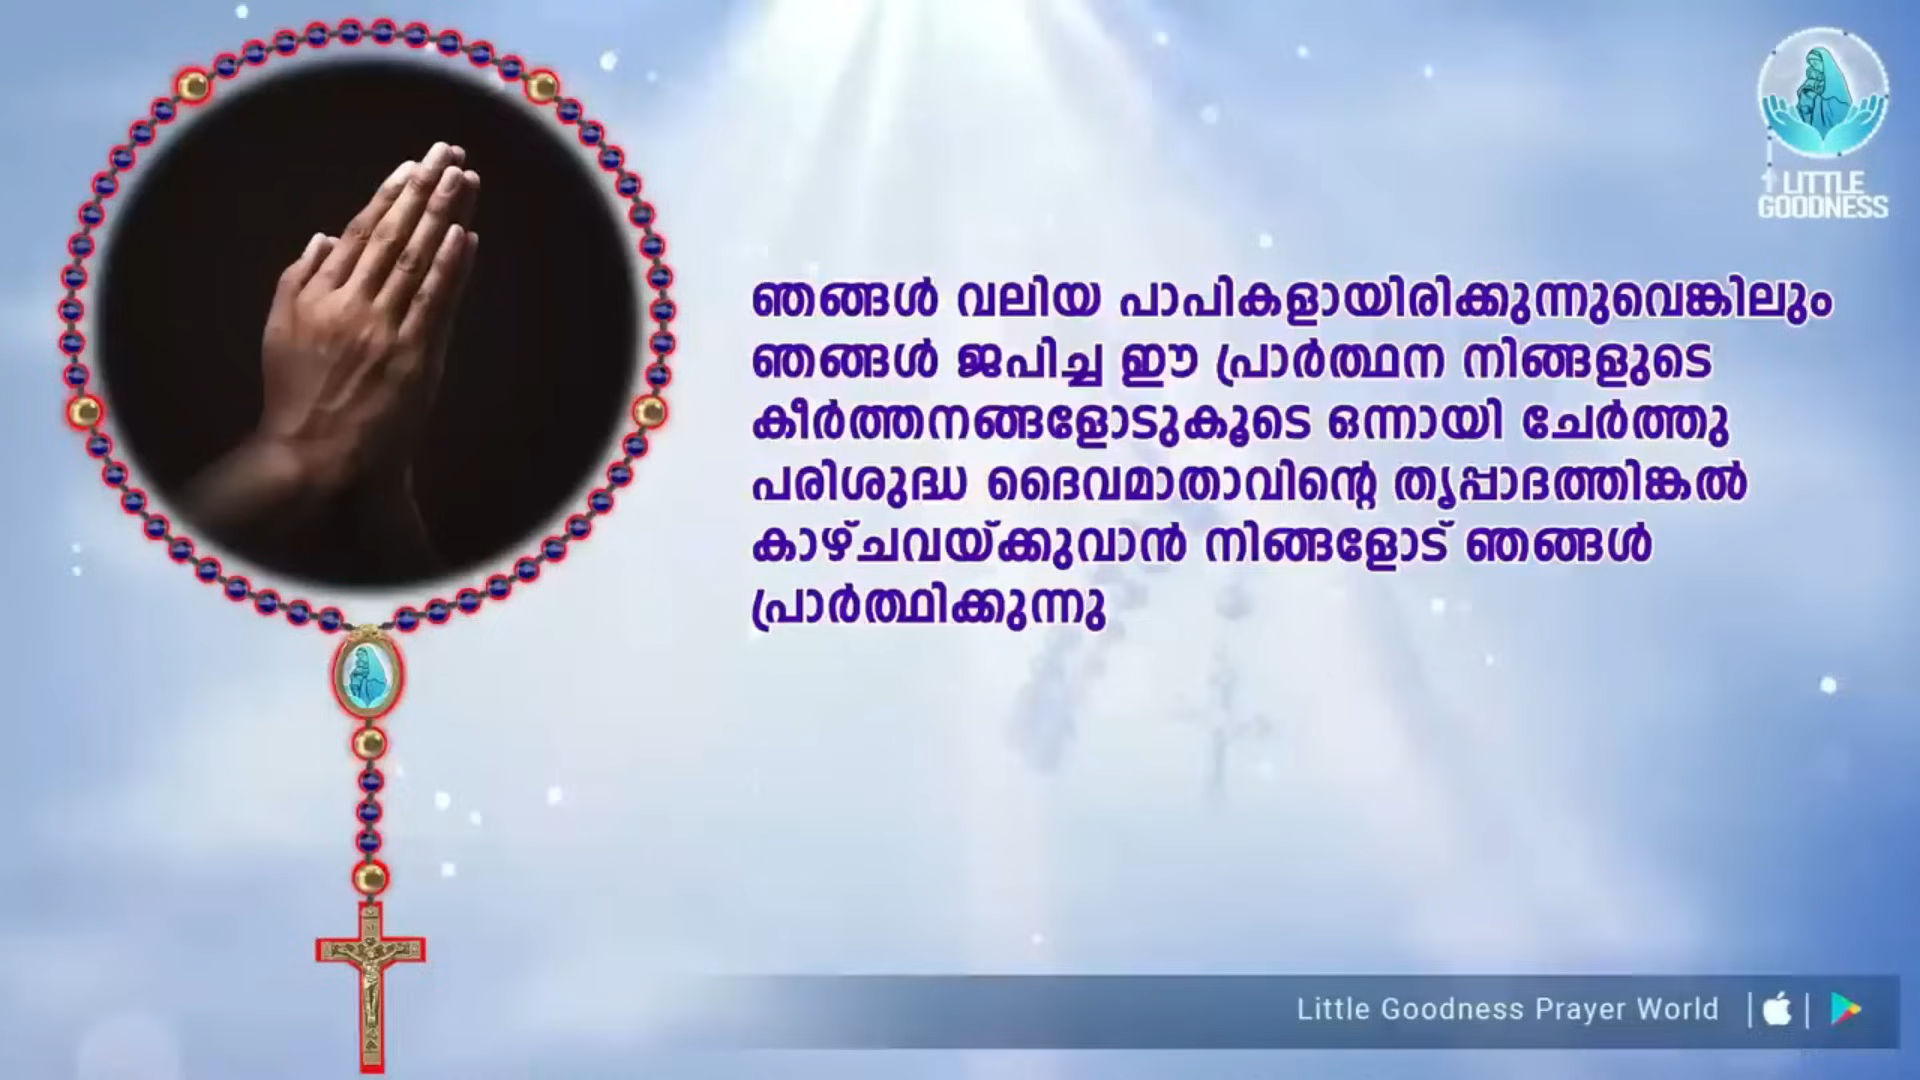 LITTLE
GOODNESS
ഞങ്ങൾ വലിയ പാപികളായിരിക്കുന്നുവെങ്കിലും
ഞങ്ങൾ ജപിച്ച ഈ പ്രാർത്ഥന നിങ്ങളുടെ
കീർത്തനങ്ങളോടുകൂടെ ഒന്നായി ചേർത്തു
പരിശുദ്ധ ദൈവമാതാവിന്റെ തൃപ്പാദത്തിങ്കൽ
കാഴ്ചവയ്ക്കുവാൻ നിങ്ങളോട് ഞങ്ങൾ
പ്രാർത്ഥിക്കുന്നു
Little Goodness Prayer World